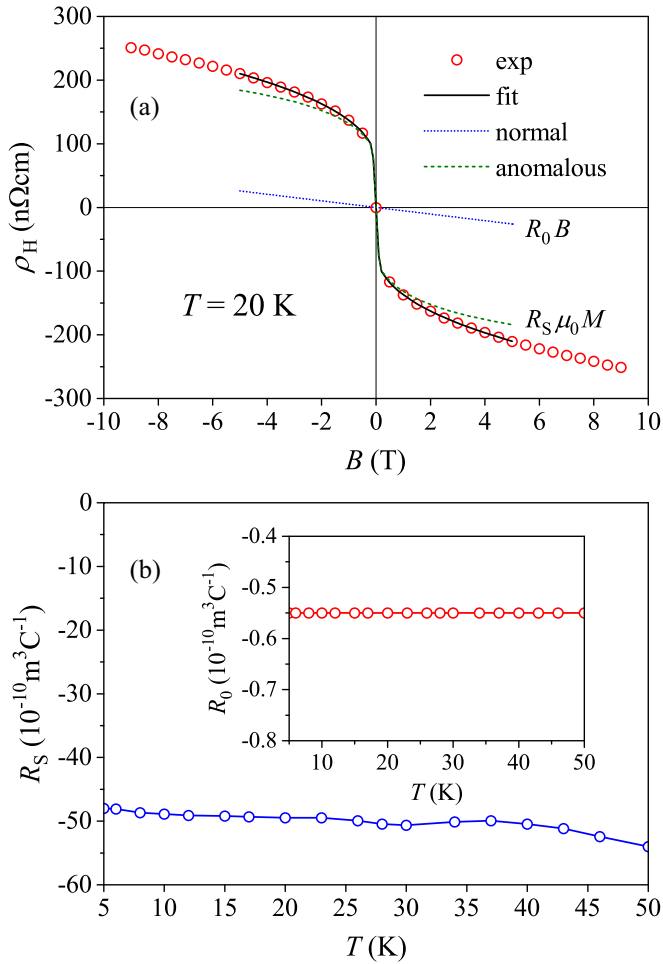 300
200
100
0
-100
-200
-300
ρH (nΩcm)
(a)
exp
fit
normal
anomalous
R0 B
RS μ0 M
T = 20 K
-10 -8 -6 -4 -2 0 2 4 6 8 10
B (T)
0
-10
-20
-30
-40
-50
-60
RS (10-10m3C-1)
(b)
-0.4
-0.5
-0.6
-0.7
-0.8
R0 (10-10m3C-1)
10 20 30 40 50
T (K)
5 10 15 20 25 30 35 40 45 50
T (K)